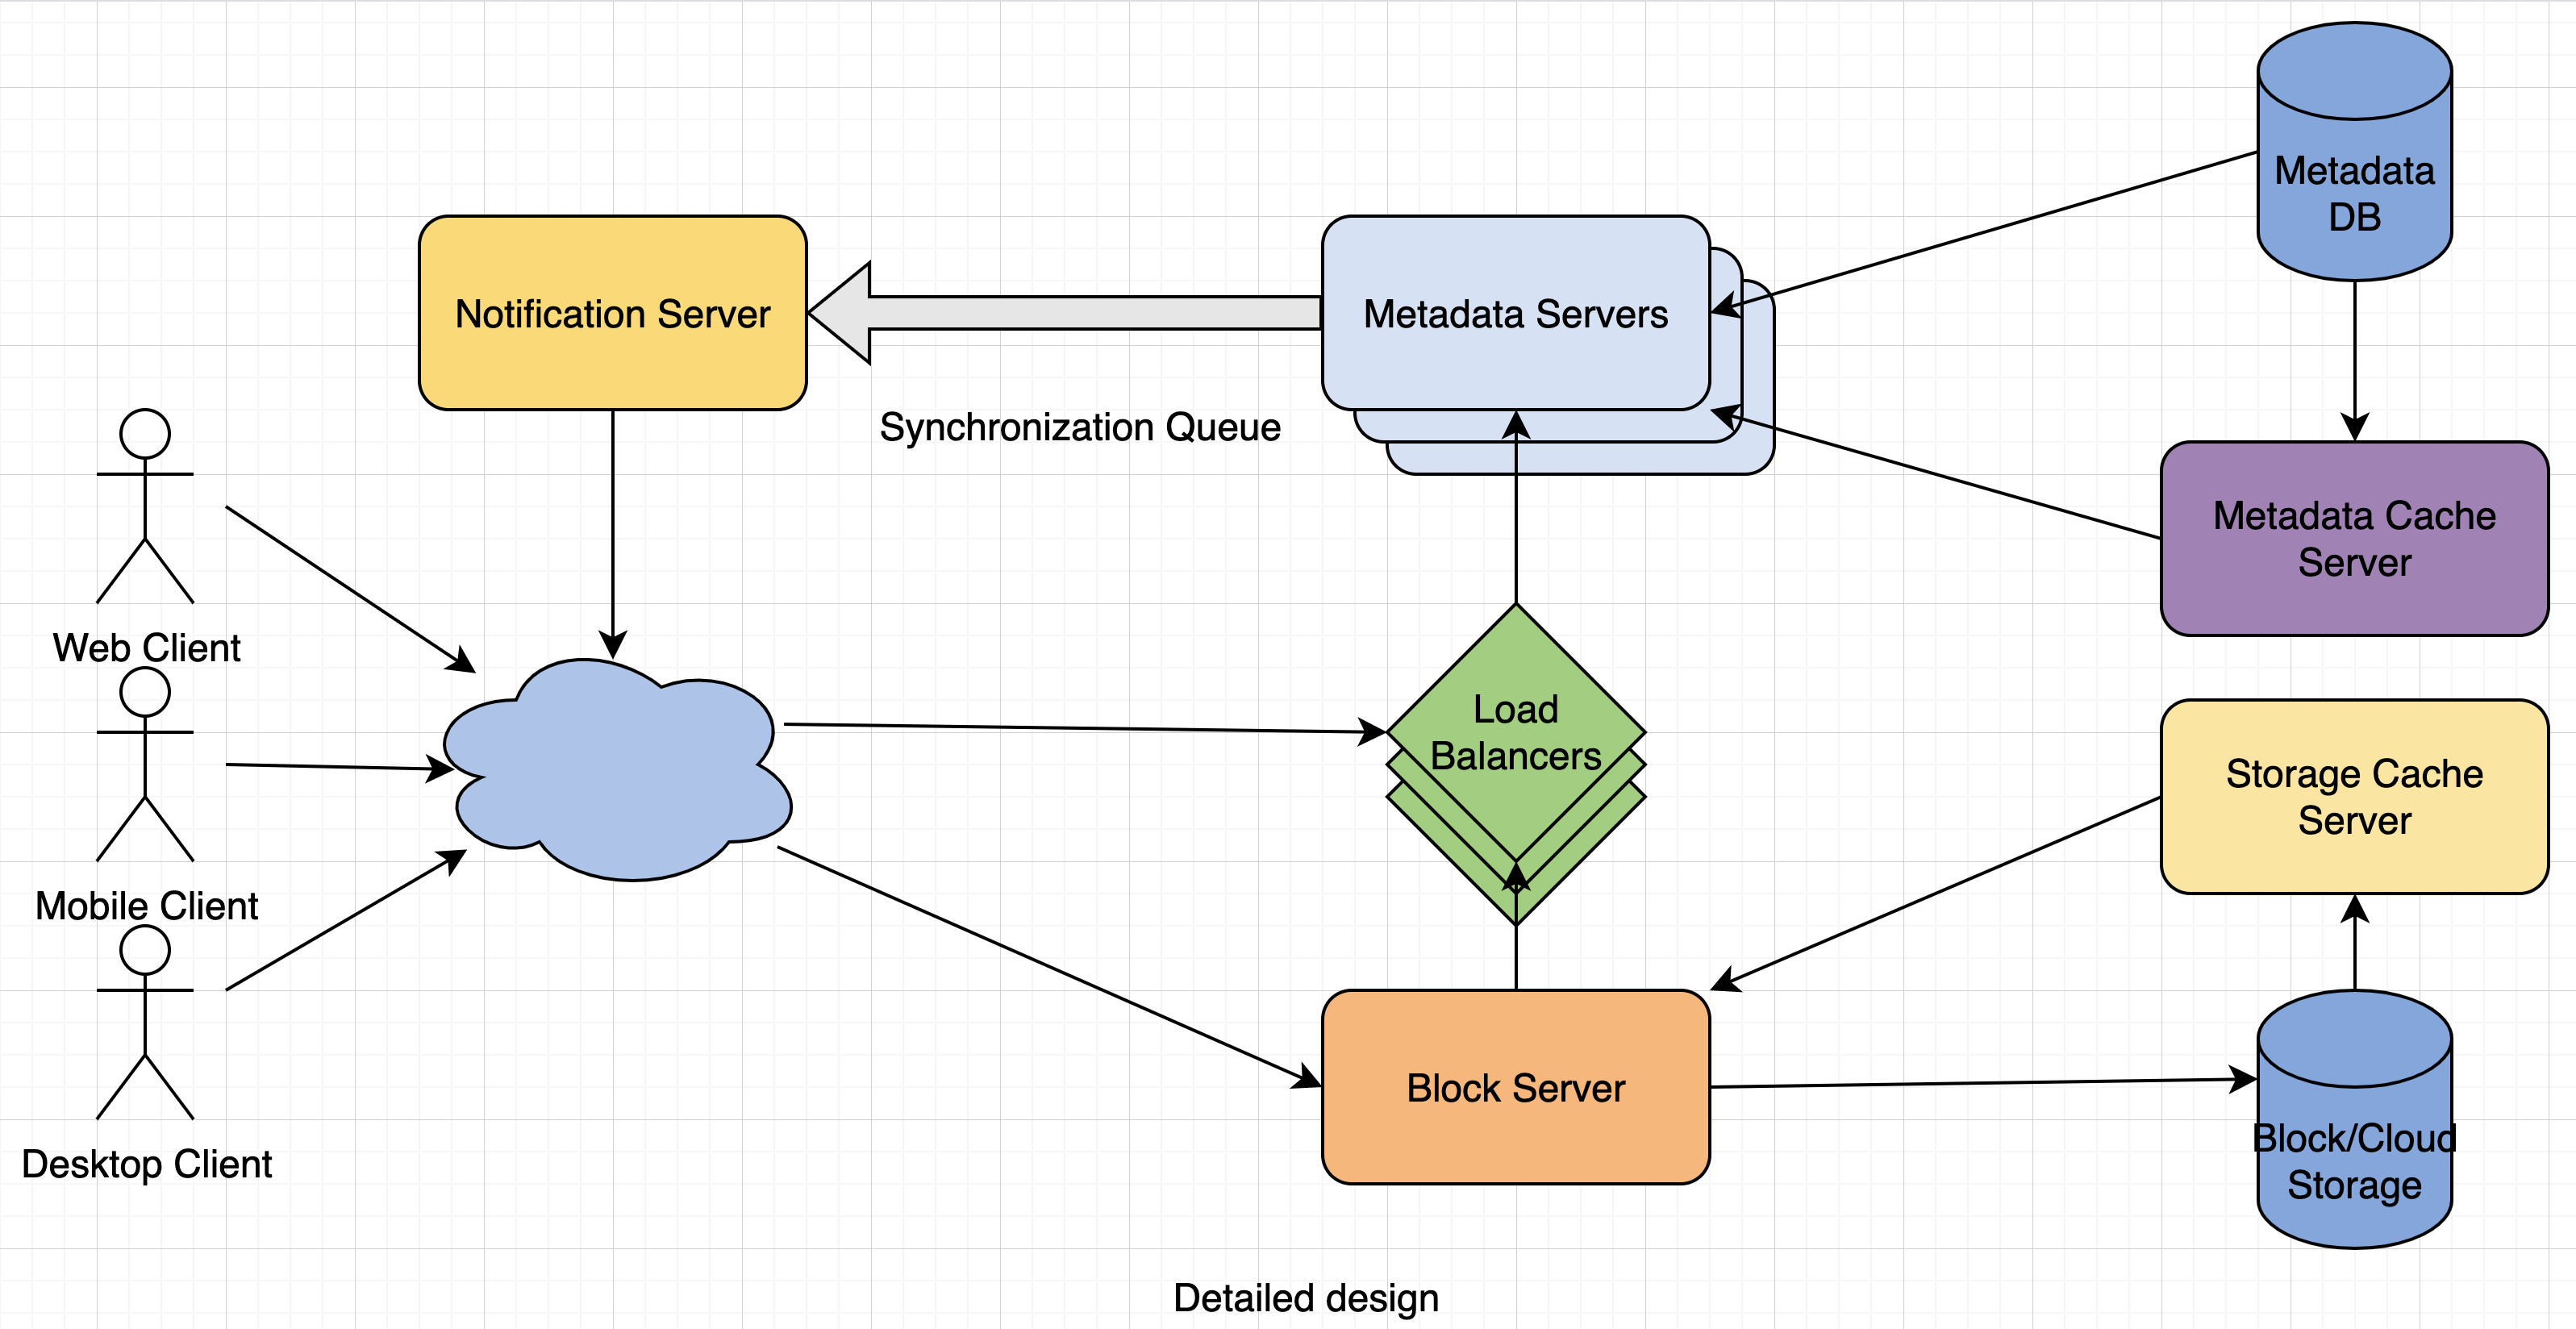 Metadata
DB
Notification Server
Metadata Servers
Synchronization Queue
Metadata Cache
Server
Web Client
Load
Balancers
Storage Cache
Server
Mobile Client
Block Server
Block/Cloud
Storage
Desktop Client
Detailed design